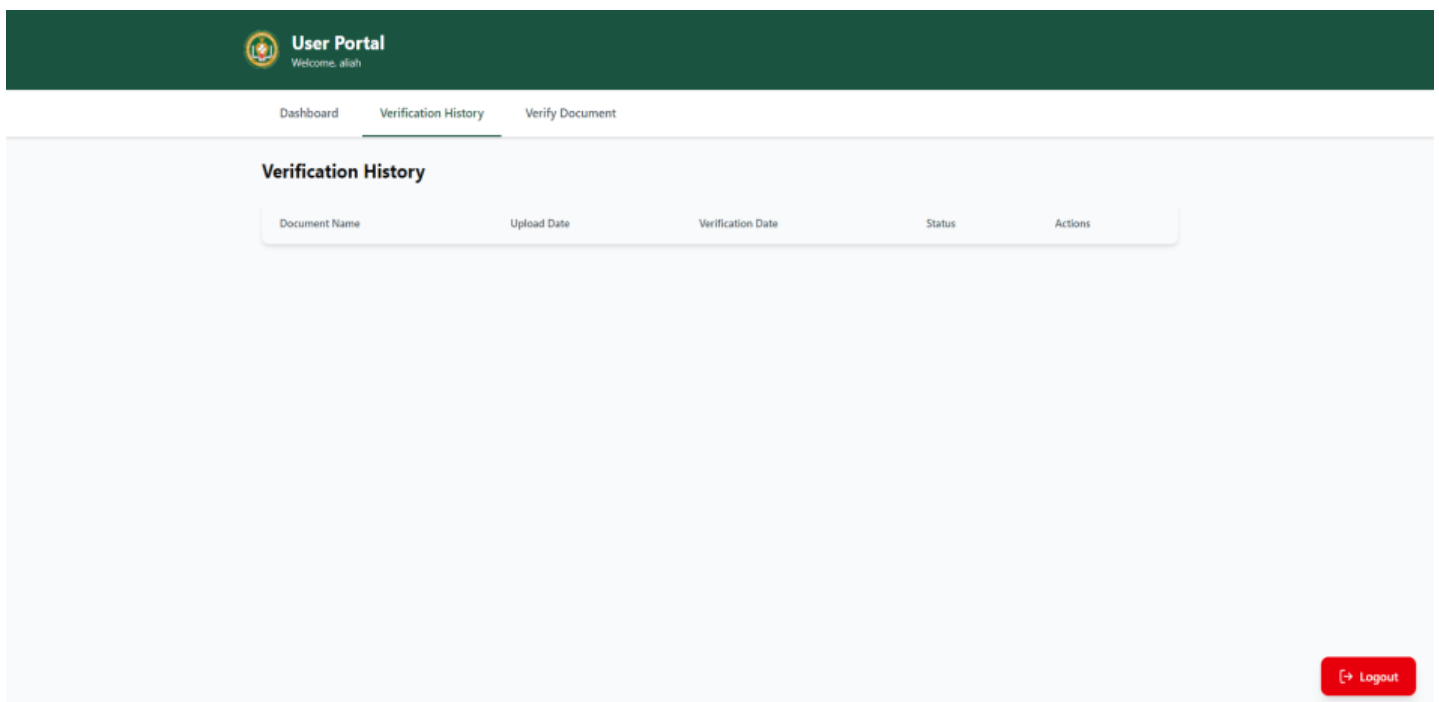 User Portal
Welcome, aliah
Dashboard Verification History Verify Document
Verification History
Document Name Upload Date Verification Date Status Actions
Logout